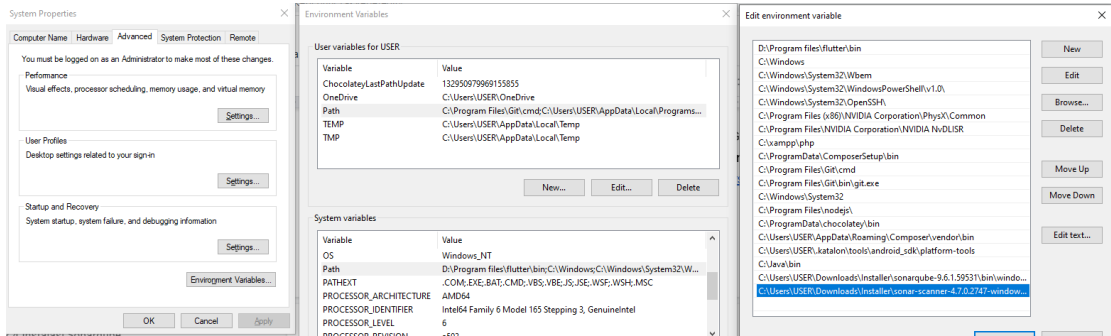 System Properties
Computer Name Hardware Advanced System Protection Remote
You must be logged on as an Administrator to make most of these changes.
Performance
Visual effects, processor scheduling, memory usage, and virtual memory
Settings...
User Profiles
Desktop settings related to your sign-in
Settings...
Startup and Recovery
System startup, system failure, and debugging information
Settings...
Environment Variables...
OK Cancel Apply
Environment Variables
User variables for USER
Variable Value
ChocolateyLastPathUpdate 132950979969155855
OneDrive C:\Users\USER\OneDrive
Path C:\Program Files\Git\cmd;C:\Users\USER\AppData\Local\Programs...
TEMP C:\Users\USER\AppData\Local\Temp
TMP C:\Users\USER\AppData\Local\Temp
New... Edit... Delete
System variables
Variable Value
OS Windows_NT
Path D:\Program files\flutter\bin;C:\Windows;C:\Windows\System32\W...
PATHEXT .COM;.EXE;.BAT;.CMD;.VBS;.VBE;.JS;.JSE;.WSF;.WSH;.MSC
PROCESSOR_ARCHITECTURE AMD64
PROCESSOR_IDENTIFIER Intel64 Family 6 Model 165 Stepping 3, GenuineIntel
PROCESSOR_LEVEL 6
PROCESSOR_REVISION
Edit environment variable
D:\Program files\flutter\bin
C:\Windows
C:\Windows\System32\Wbem
C:\Windows\System32\WindowsPowerShell\v1.0\
C:\Windows\System32\OpenSSH\
C:\Program Files (x86)\NVIDIA Corporation\PhysX\Common
C:\Program Files\NVIDIA Corporation\NVIDIA NvDLISR
C:\xampp\php
C:\ProgramData\ComposerSetup\bin
C:\Program Files\Git\cmd
C:\Program Files\Git\bin\git.exe
C:\Windows\System32
C:\Program Files\nodejs\
C:\ProgramData\chocolatey\bin
C:\Users\USER\AppData\Roaming\Composer\vendor\bin
C:\Users\USER\.katalon\tools\android_sdk\platform-tools
C:\Java\bin
C:\Users\USER\Downloads\Installer\sonarqube-9.6.1.59531\bin\windo...
C:\Users\USER\Downloads\Installer\sonar-scanner-4.7.0.2747-window...
New
Edit
Browse...
Delete
Move Up
Move Down
Edit text...